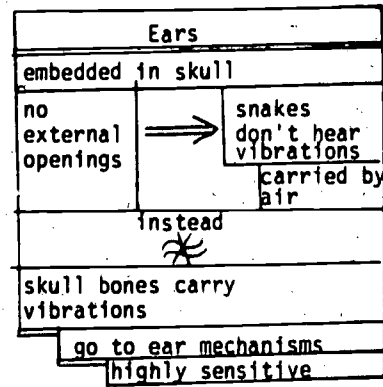 Ears
embedded in skull
no
external
openings
snakes
don't hear
vibrations
carried by
air
instead
skull bones carry
vibrations
go to ear mechanisms
highly sensitive